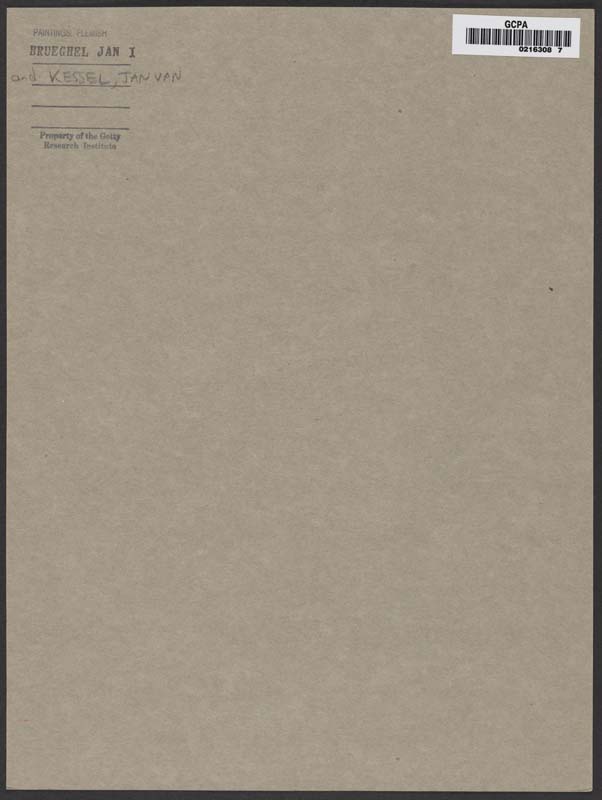 PAINTINGS, FLEMISH
BRUEGHEL JAN I
and KESSEL, JAN VAN
Property of the Getty
Research Institute
GCPA
0216308 7